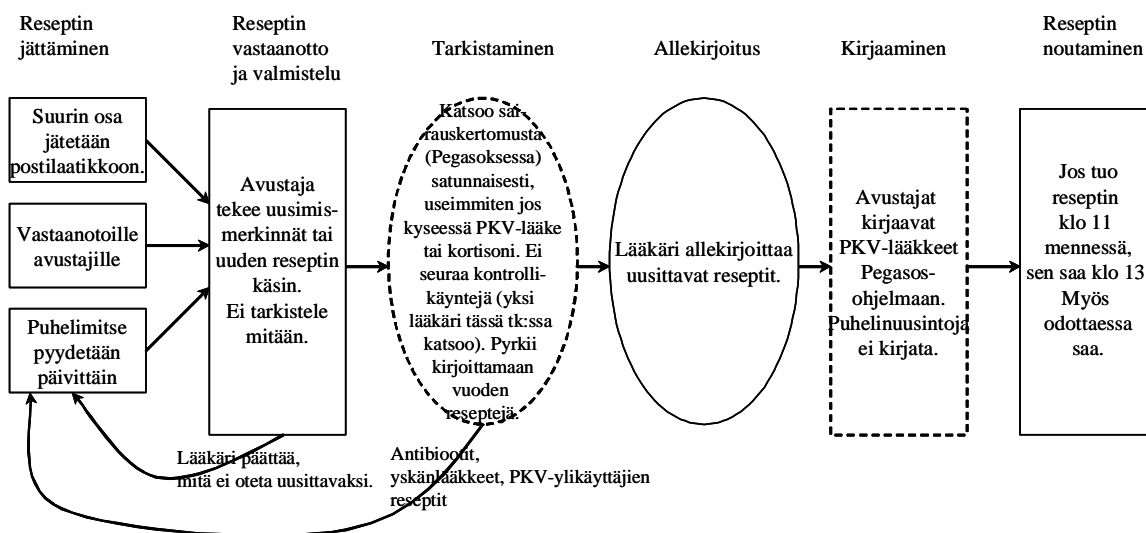 Reseptin
jättäminen
Reseptin
vastaanotto
ja valmistelu
Tarkistaminen
Allekirjoitus
Kirjaaminen
Reseptin
noutaminen
Suurin osa
jätetään
postilaatikkoon.
Vastaanotoille
avustajille
Puhelimitse
pyydetään
päivittäin
Avustaja
tekee uusimis-
merkinnät tai
uuden reseptin
käsin.
Ei tarkistele
mitään.
Katsoo sai-
rauskertomusta
(Pegasoksessa)
satunnaisesti,
useimmiten jos
kyseessä PKV-lääke
tai kortisoni. Ei
seuraa kontrolli-
käyntejä (yksi
lääkäri tässä tk:ssa
katsoo). Pyrkii
kirjoittamaan
vuoden
reseptejä.
Lääkäri allekirjoittaa
uusittavat reseptit.
Avustajat
kirjaavat
PKV-lääkkeet
Pegasos-
ohjelmaan.
Puhelinuusintoja
ei kirjata.
Jos tuo
reseptin
klo 11
mennessä,
sen saa klo 13
Myös
odottaessa
saa.
Lääkäri päättää,
mitä ei oteta uusittavaksi.
Antibiootit,
yskänlääkkeet, PKV-ylikäyttäjien
reseptit